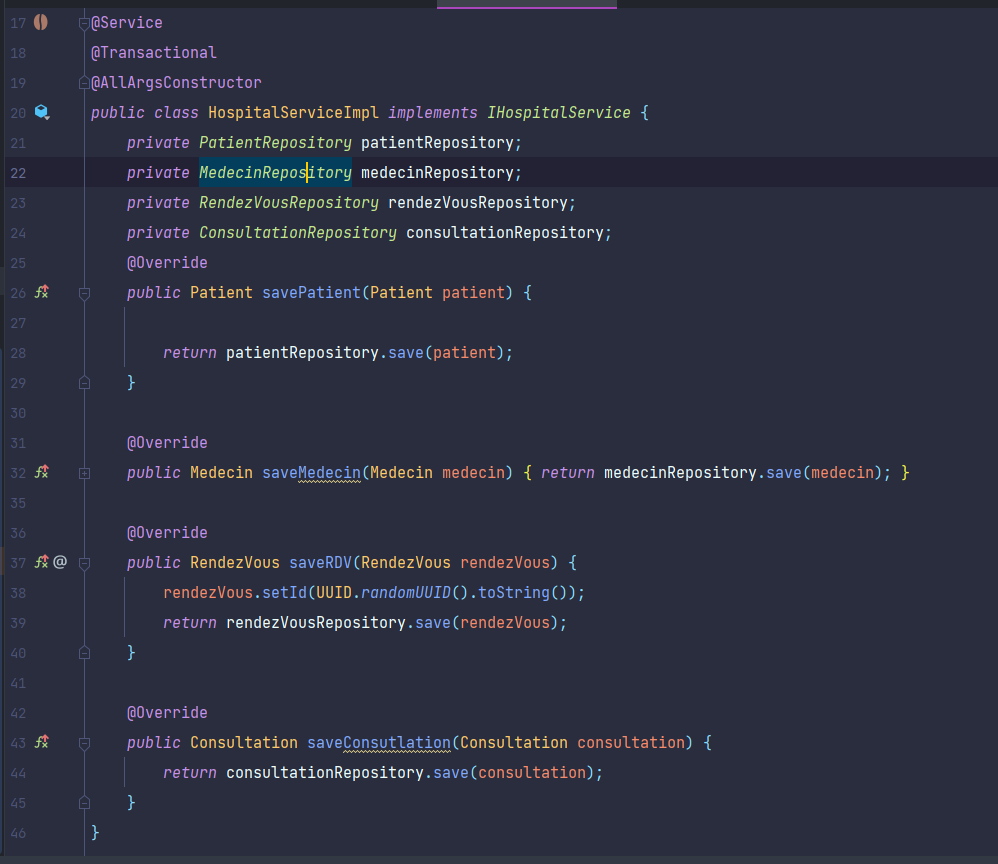 17 @Service
18 @Transactional
19 @AllArgsConstructor
20 public class HospitalServiceImpl implements IHospitalService {
21     private PatientRepository patientRepository;
22     private MedecinRepository medecinRepository;
23     private RendezVousRepository rendezVousRepository;
24     private ConsultationRepository consultationRepository;
25     @Override
26     public Patient savePatient(Patient patient) {
27
28         return patientRepository.save(patient);
29     }
30
31     @Override
32     public Medecin saveMedecin(Medecin medecin) { return medecinRepository.save(medecin); }
35
36     @Override
37 @ public RendezVous saveRDV(RendezVous rendezVous) {
38         rendezVous.setId(UUID.randomUUID().toString());
39         return rendezVousRepository.save(rendezVous);
40     }
41
42     @Override
43     public Consultation saveConsutlation(Consultation consultation) {
44         return consultationRepository.save(consultation);
45     }
46 }